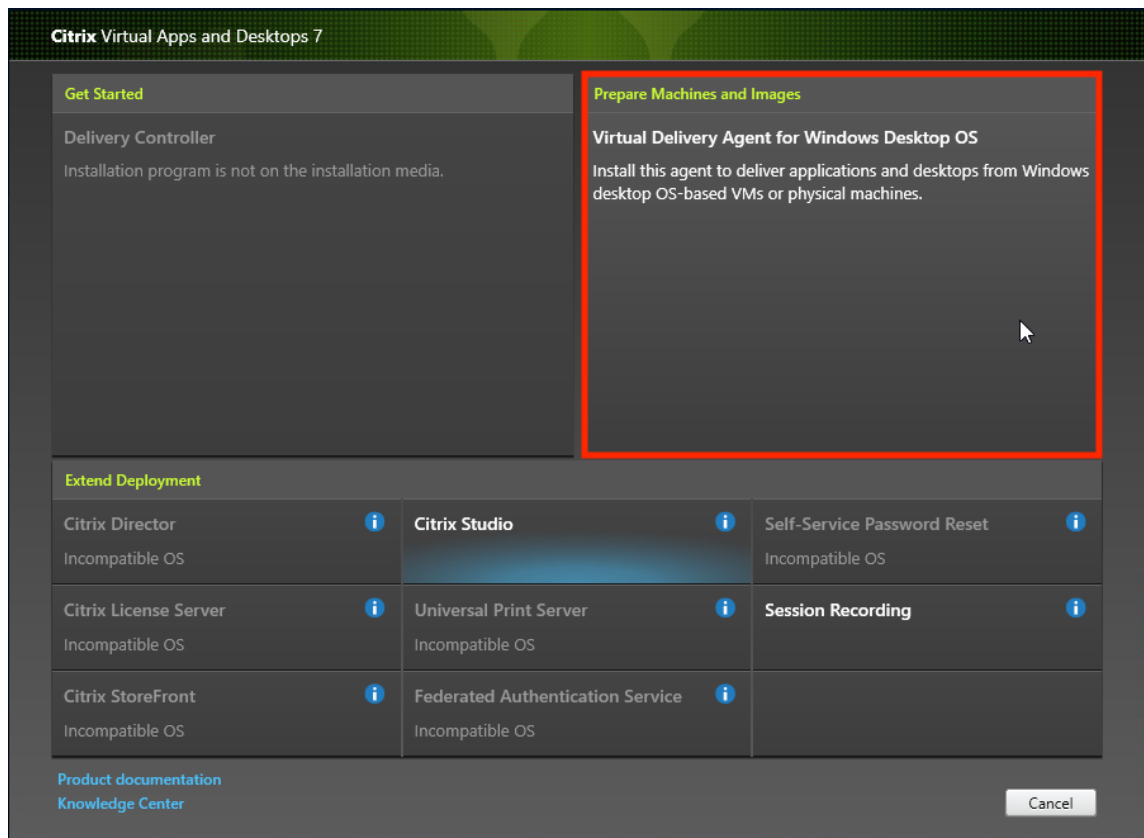 Citrix Virtual Apps and Desktops 7
Get Started
Delivery Controller
Installation program is not on the installation media.
Prepare Machines and Images
Virtual Delivery Agent for Windows Desktop OS
Install this agent to deliver applications and desktops from Windows
desktop OS-based VMs or physical machines.
Extend Deployment
Citrix Director
Incompatible OS
Citrix Studio
Self-Service Password Reset
Incompatible OS
Citrix License Server
Incompatible OS
Universal Print Server
Incompatible OS
Session Recording
Citrix StoreFront
Incompatible OS
Federated Authentication Service
Incompatible OS
Product documentation
Knowledge Center
Cancel